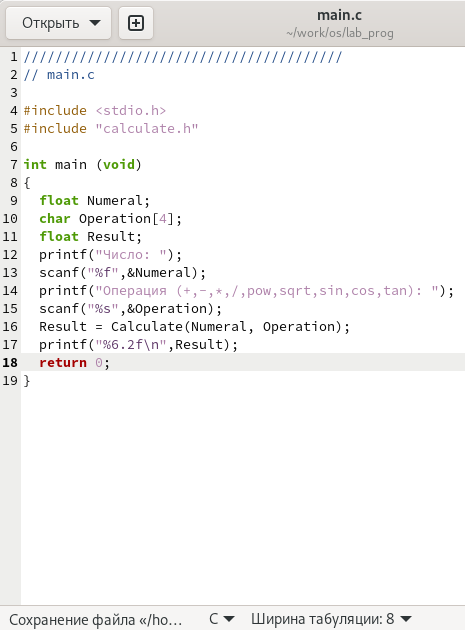 Открыть
main.c
~/work/os/lab_prog
1 ////////////////////////////////////////
2 // main.c
3
4 #include <stdio.h>
5 #include "calculate.h"
6
7 int main (void)
8 {
9   float Numeral;
10   char Operation[4];
11   float Result;
12   printf("Число: ");
13   scanf("%f",&Numeral);
14   printf("Операция (+,-,*,/,pow,sqrt,sin,cos,tan): ");
15   scanf("%s",&Operation);
16   Result = Calculate(Numeral, Operation);
17   printf("%6.2f\n",Result);
18   return 0;
19 }
Сохранение файла «/ho… C Ширина табуляции: 8